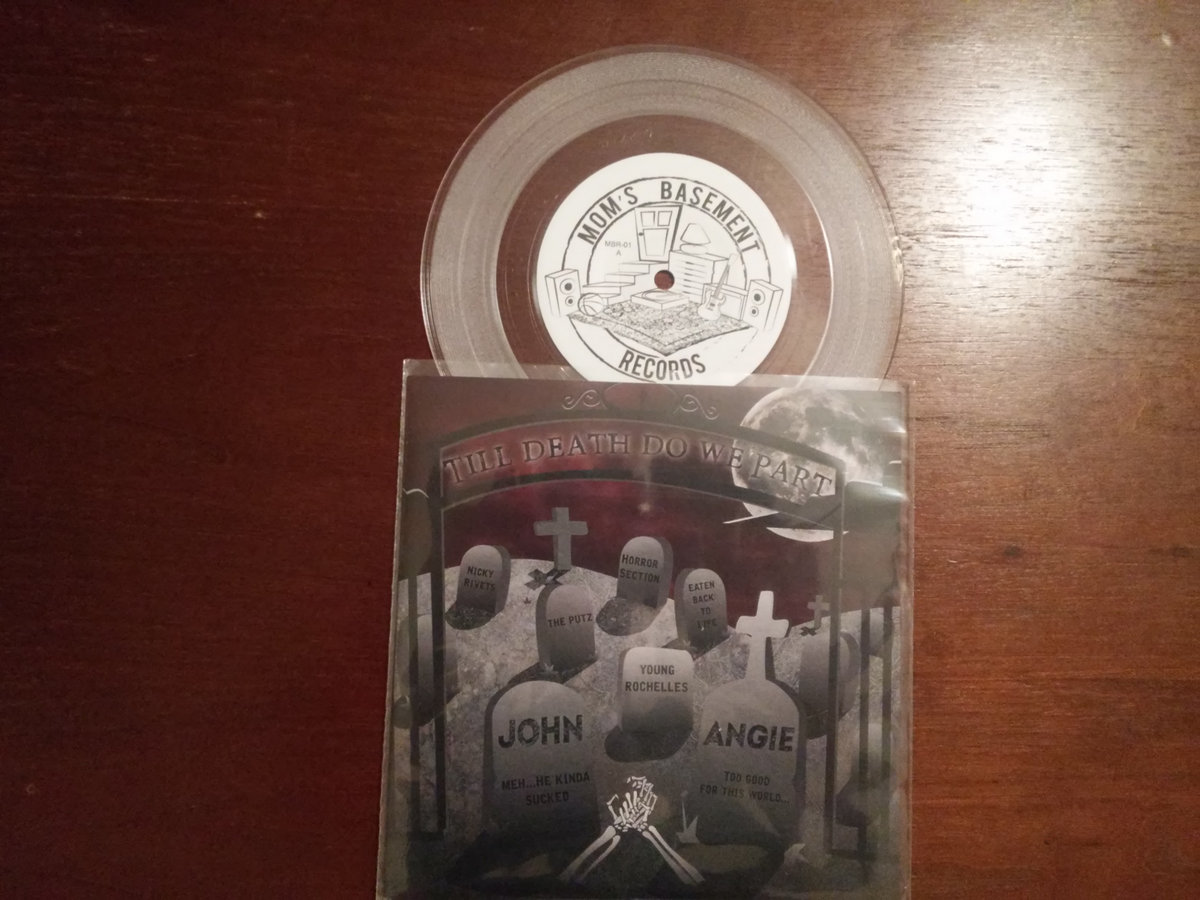 MOM'S BASEMENT
MBR-01
A
RECORDS
TILL DEATH DO WE PART
NICKY
RIVETS
HORROR
SECTION
EATEN
BACK
TO
LIFE
THE PUTZ
YOUNG
ROCHELLES
JOHN
MEH...HE KINDA
SUCKED
ANGIE
TOO GOOD
FOR THIS WORLD...